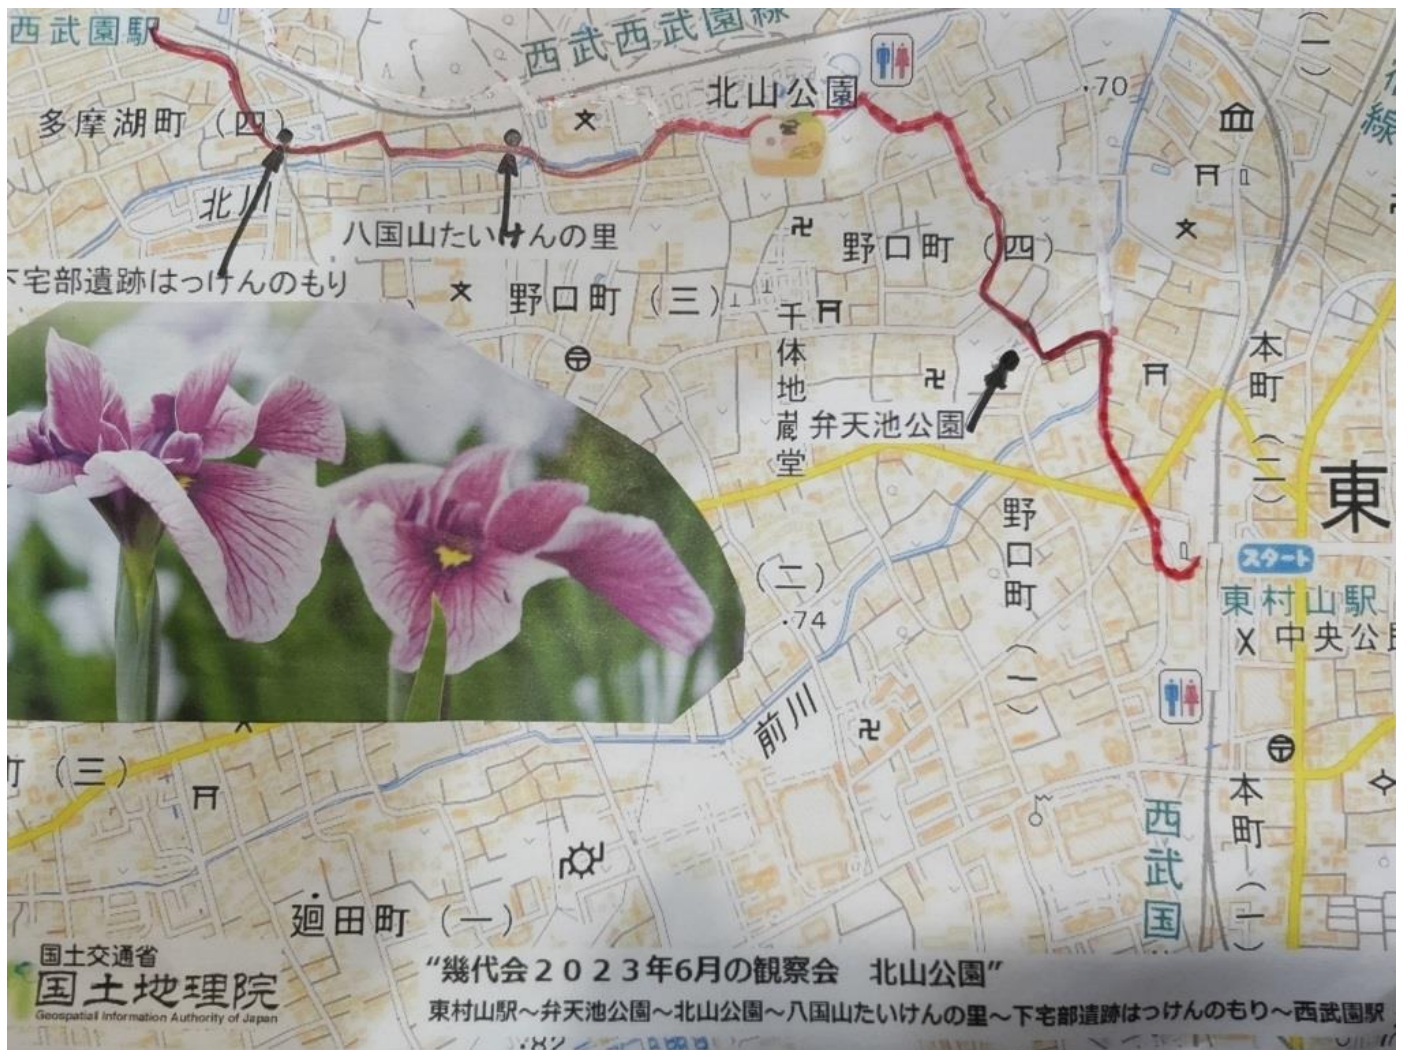 西武園駅
西武西武園線
北山公園
・70
多摩湖町（四）
線
北川
八国山たいけんの里
野口町（四）
下宅部遺跡はっけんのもり
野口町（三）
千体地蔵堂
本町（二）
弁天池公園
東
野口町（一）
スタート
（二）
東村山駅
・74
中央公
前川
町（三）
本町（一）
西武国
廻田町（一）
国土交通省
国土地理院
Geospatial Information Authority of Japan
“幾代会２０２３年6月の観察会　北山公園”
東村山駅～弁天池公園～北山公園～八国山たいけんの里～下宅部遺跡はっけんのもり～西武園駅
・82